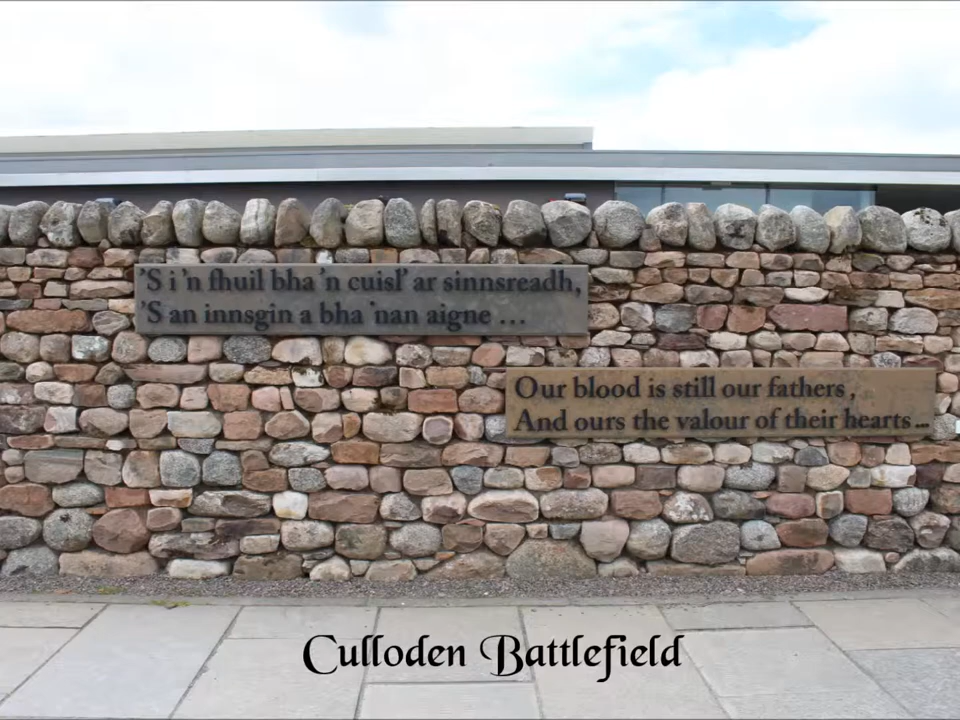 'S i 'n fhuil bha 'n cuisl' ar sinnsreadh,
'S an innsgin a bha 'nan aigne ...
Our blood is still our fathers,
And ours the valour of their hearts ...
Culloden Battlefield